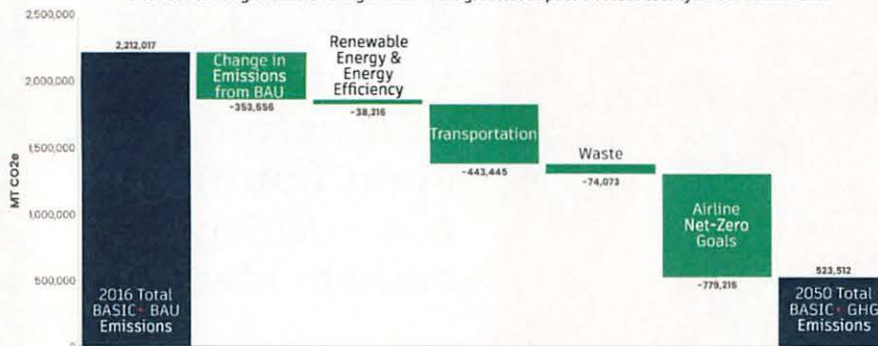 2,500,000
2,212,017
2,000,000
1,500,000
1,000,000
500,000
0
MT CO2e
2016 Total
BASIC+ BAU
Emissions
Change in
Emissions
from BAU
-353,556
Renewable
Energy &
Energy
Efficiency
-38,216
Transportation
-443,445
Waste
-74,073
Airline
Net-Zero
Goals
-779,216
523,512
2050 Total
BASIC+ GHG
Emissions